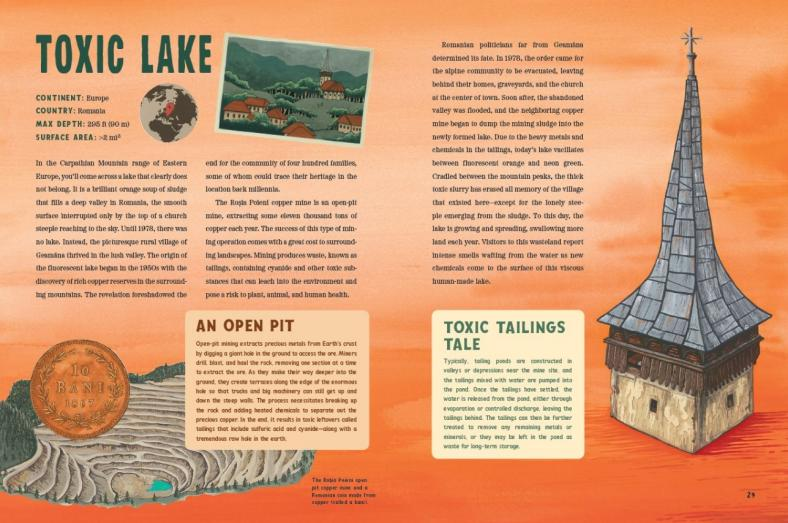 TOXIC LAKE
CONTINENT: Europe
COUNTRY: Romania
MAX DEPTH: 295 ft (90 m)
SURFACE AREA: >2 mi²
In the Carpathian Mountain range of Eastern
Europe, you'll come across a lake that clearly does
not belong. It is a brilliant orange soup of sludge
that fills a deep valley in Romania, the smooth
surface interrupted only by the top of a church
steeple reaching to the sky. Until 1978, there was
no lake. Instead, the picturesque rural village of
Geamăna thrived in the lush valley. The origin of
the fluorescent lake began in the 1950s with the
discovery of rich copper reserves in the surround-
ing mountains. The revelation foreshadowed the
end for the community of four hundred families,
some of whom could trace their heritage in the
location back millennia.
The Roșia Poieni copper mine is an open-pit
mine, extracting some eleven thousand tons of
copper each year. The success of this type of min-
ing operation comes with a great cost to surround-
ing landscapes. Mining produces waste, known as
tailings, containing cyanide and other toxic sub-
stances that can leach into the environment and
pose a risk to plant, animal, and human health.
Romanian politicians far from Geamăna
determined its fate. In 1978, the order came for
the alpine community to be evacuated, leaving
behind their homes, graveyards, and the church
at the center of town. Soon after, the abandoned
valley was flooded, and the neighboring copper
mine began to dump the mining sludge into the
newly formed lake. Due to the heavy metals and
chemicals in the tailings, today's lake vacillates
between fluorescent orange and neon green.
Cradled between the mountain peaks, the thick
toxic slurry has erased all memory of the village
that existed here—except for the lonely stee-
ple emerging from the sludge. To this day, the
lake is growing and spreading, swallowing more
land each year. Visitors to this wasteland report
intense smells wafting from the water as new
chemicals come to the surface of this viscous
human-made lake.
AN OPEN PIT
Open-pit mining extracts precious metals from Earth's crust
by digging a giant hole in the ground to access the ore. Miners
drill, blast, and haul the rock, removing one section at a time
to extract the ore. As they make their way deeper into the
ground, they create terraces along the edge of the enormous
hole so that trucks and big machinery can still get up and
down the steep walls. The process necessitates breaking up
the rock and adding heated chemicals to separate out the
precious copper. In the end, it results in toxic leftovers called
tailings that include sulfuric acid and cyanide—along with a
tremendous raw hole in the earth.
TOXIC TAILINGS
TALE
Typically, tailing ponds are constructed in
valleys or depressions near the mine site, and
the tailings mixed with water are pumped into
the pond. Once the tailings have settled, the
water is released from the pond, either through
evaporation or controlled discharge, leaving the
tailings behind. The tailings can then be further
treated to remove any remaining metals or
minerals, or they may be left in the pond as
waste for long-term storage.
10
BANI
1867
The Roșia Poieni open
pit copper mine and a
Romanian coin made from
copper (called a ban).
29